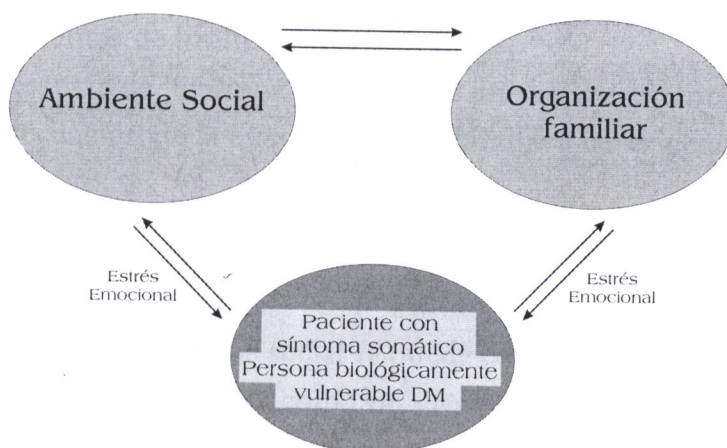 Ambiente Social
Organización
familiar
Estrés
Emocional
Estrés
Emocional
Paciente con
síntoma somático
Persona biológicamente
vulnerable DM